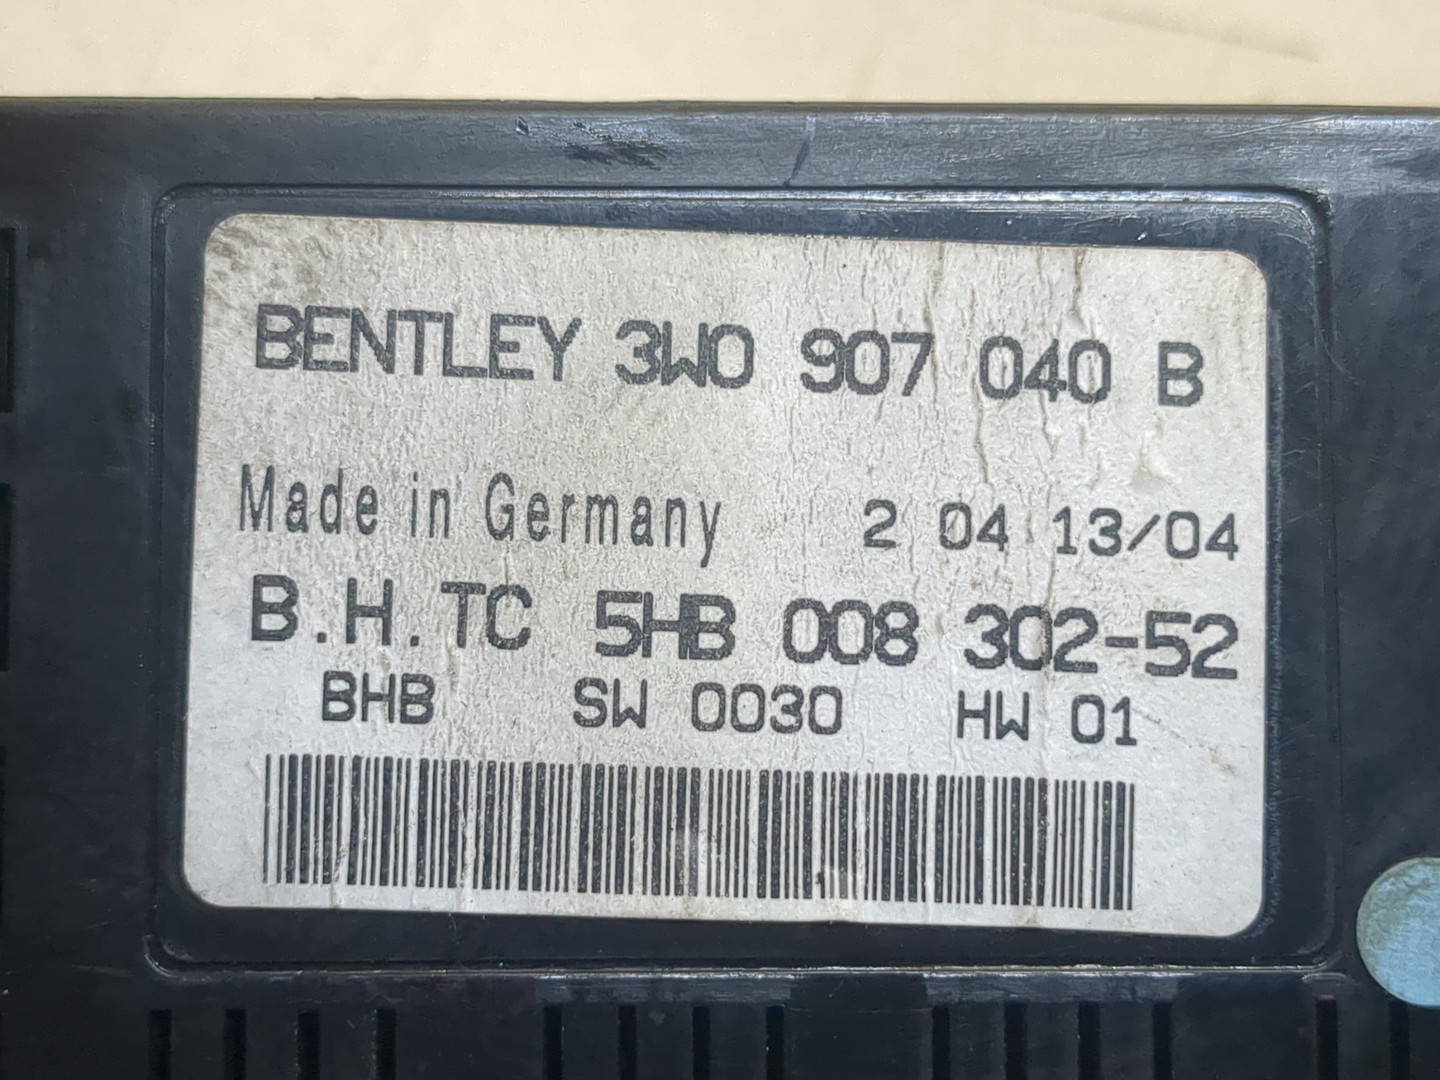 BENTLEY 3W0 907 040 B
Made in Germany 2 04 13/04
B.H.TC 5HB 008 302-52
BHB SW 0030 HW 01